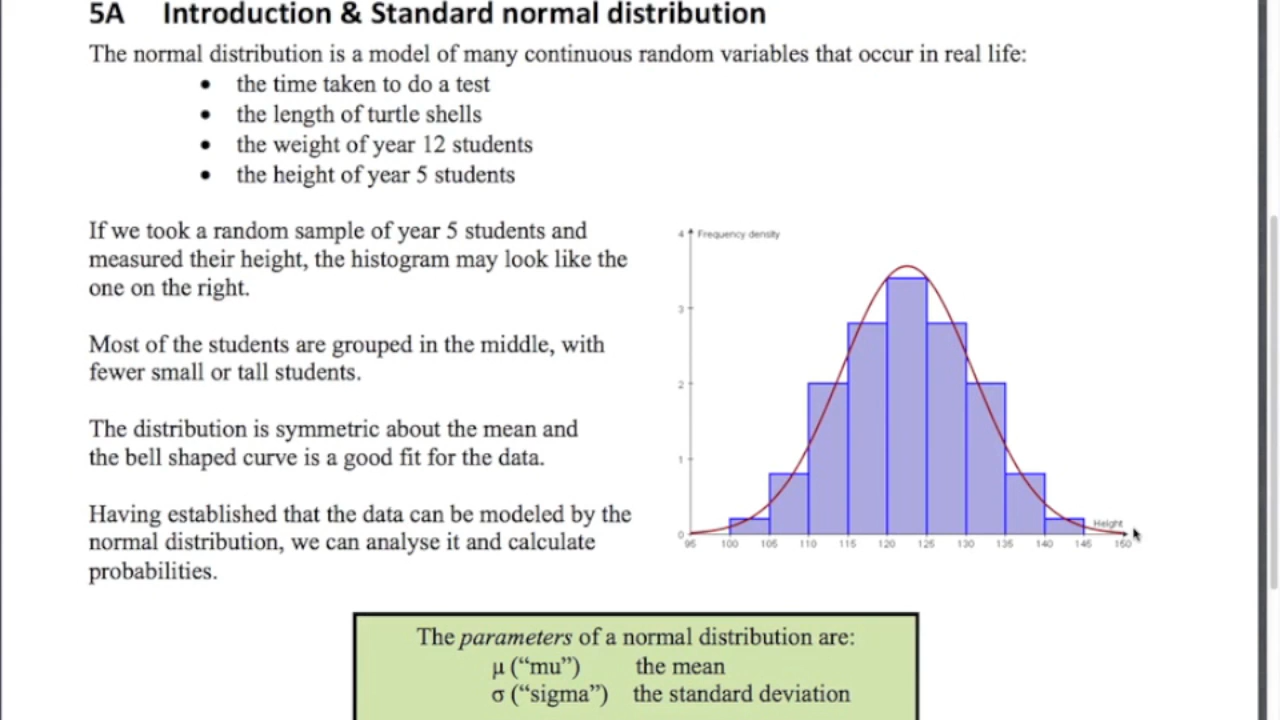 5A Introduction & Standard normal distribution
The normal distribution is a model of many continuous random variables that occur in real life:
• the time taken to do a test
• the length of turtle shells
• the weight of year 12 students
• the height of year 5 students
If we took a random sample of year 5 students and
measured their height, the histogram may look like the
one on the right.
Most of the students are grouped in the middle, with
fewer small or tall students.
The distribution is symmetric about the mean and
the bell shaped curve is a good fit for the data.
Having established that the data can be modeled by the
normal distribution, we can analyse it and calculate
probabilities.
4 Frequency density
3
2
1
0
Height
95 100 105 110 115 120 125 130 135 140 145 150
The parameters of a normal distribution are:
μ (“mu”) the mean
σ (“sigma”) the standard deviation